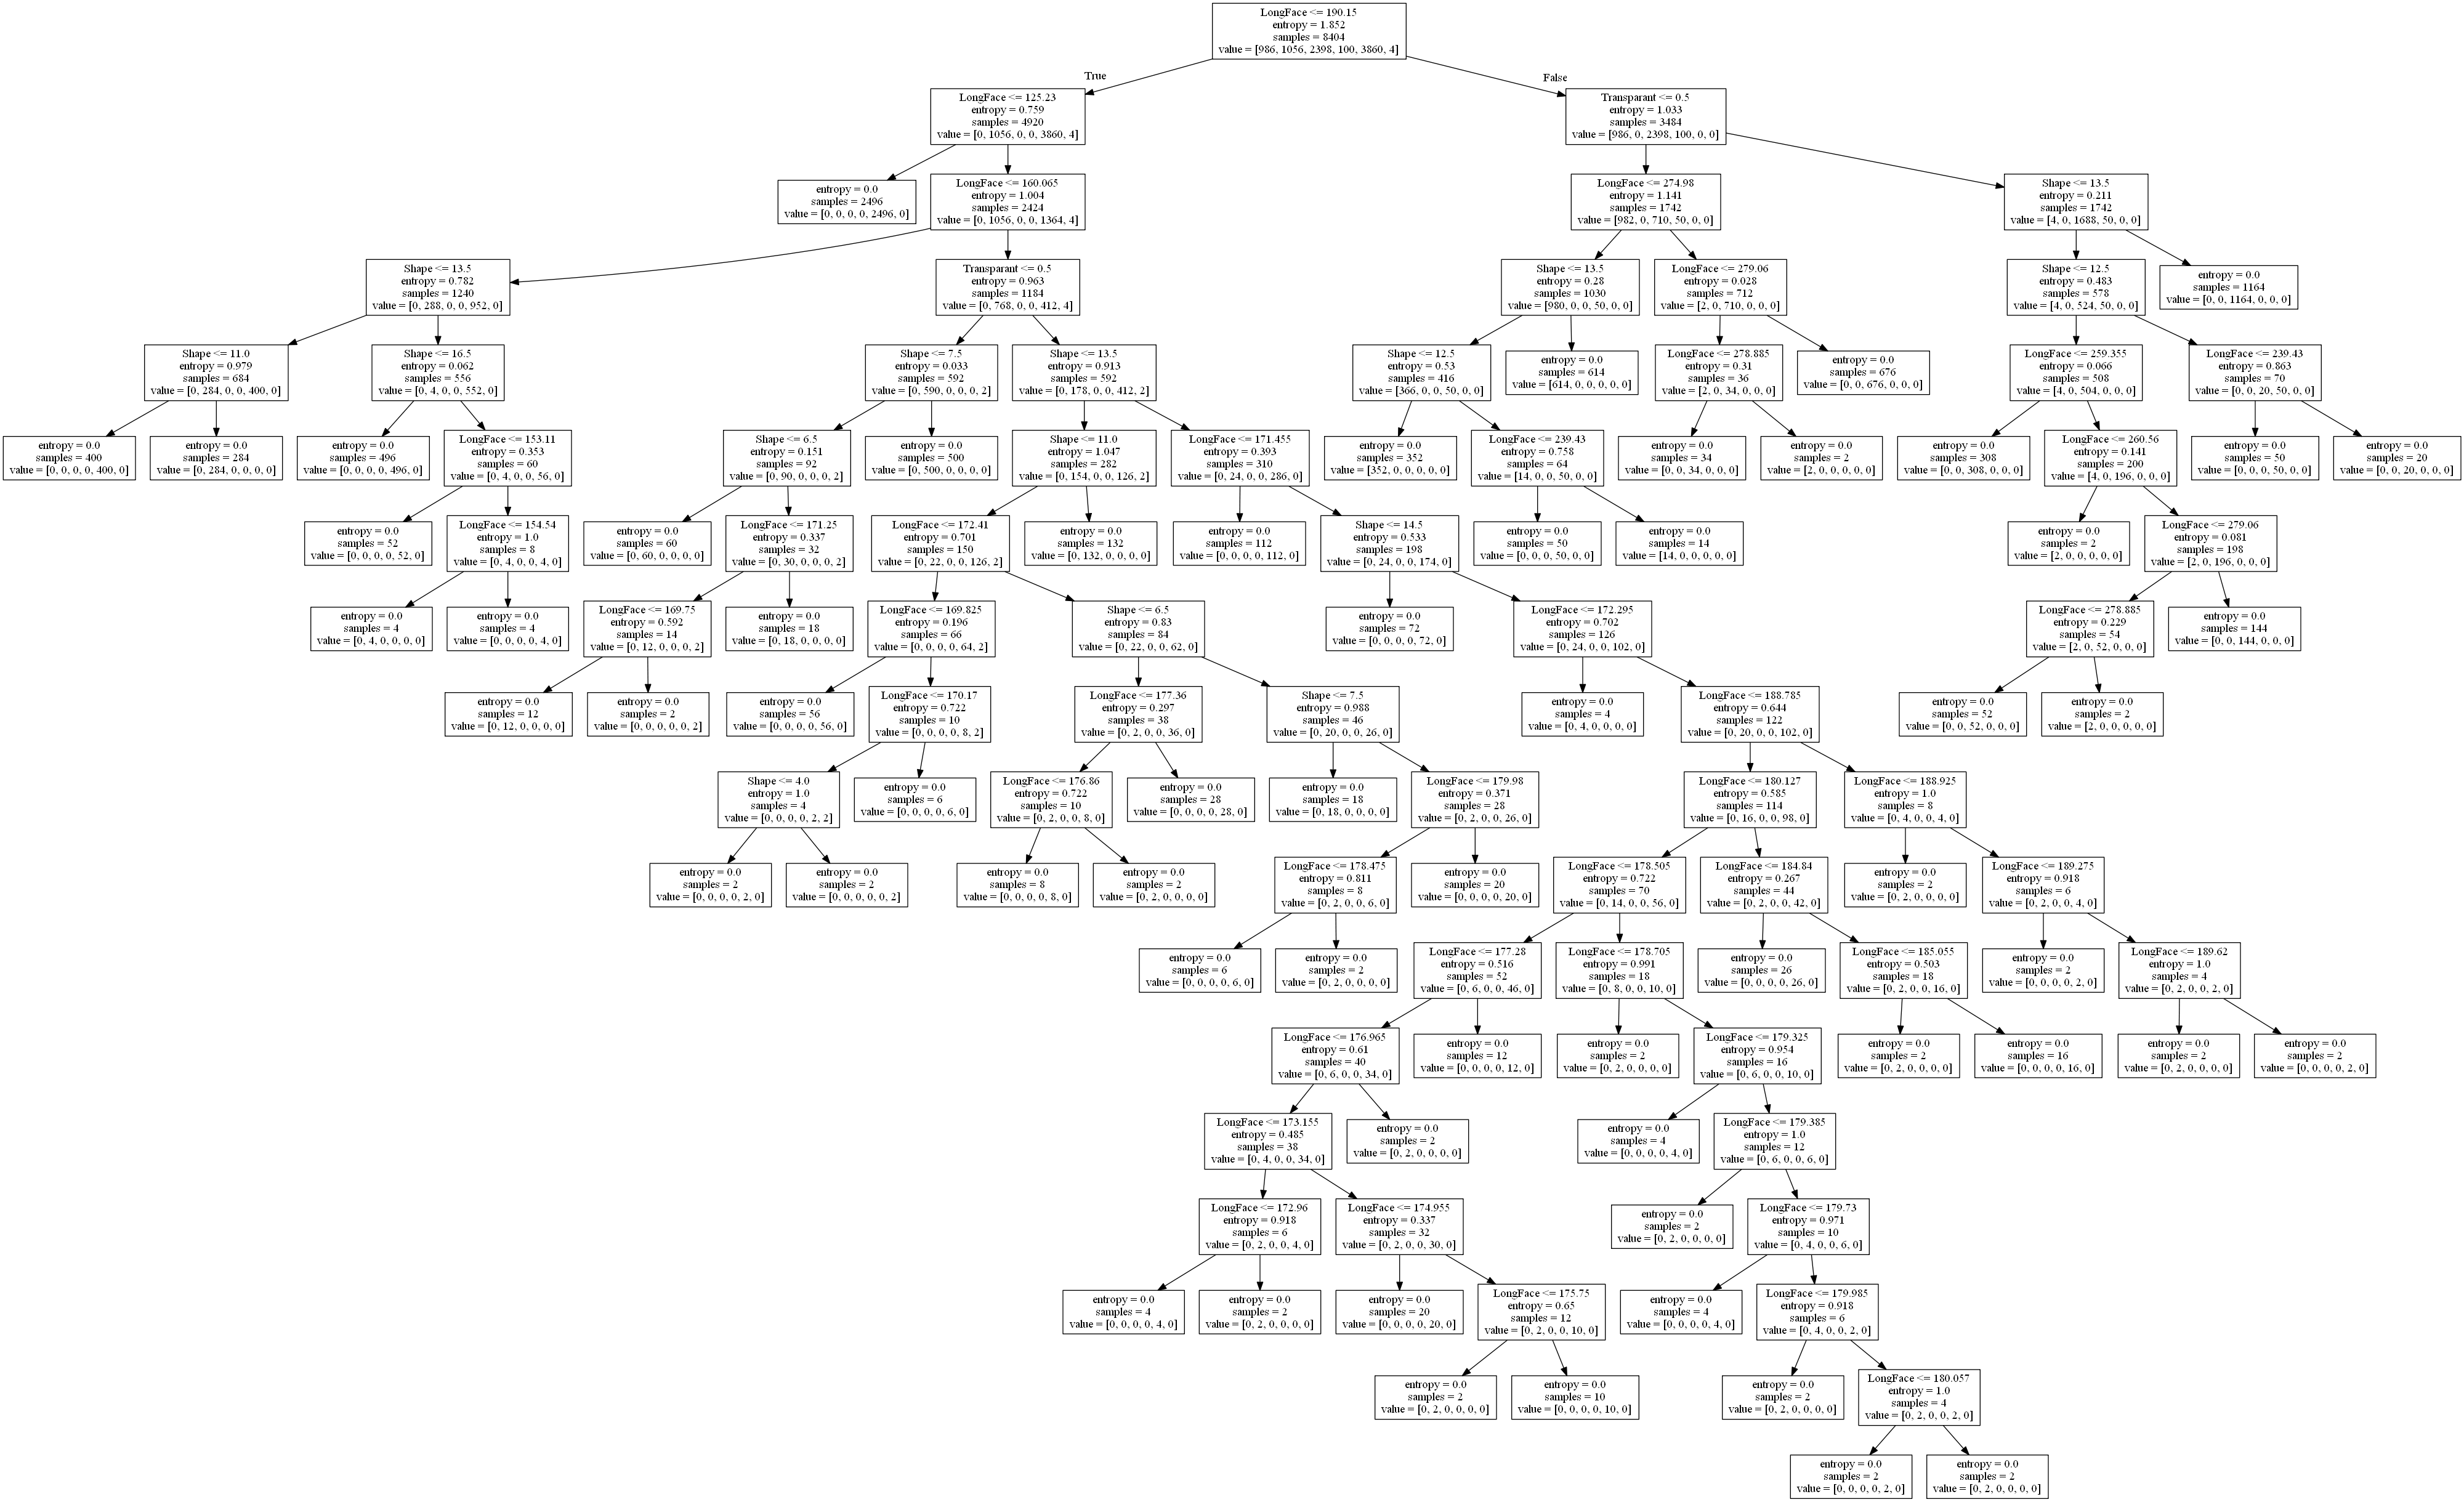 LongFace <= 190.15
entropy = 1.852
samples = 8404
value = [986, 1056, 2398, 100, 3860, 4]
True
False
LongFace <= 125.23
entropy = 0.759
samples = 4920
value = [0, 1056, 0, 0, 3860, 4]
Transparant <= 0.5
entropy = 1.033
samples = 3484
value = [986, 0, 2398, 100, 0, 0]
entropy = 0.0
samples = 2496
value = [0, 0, 0, 0, 2496, 0]
LongFace <= 160.065
entropy = 1.004
samples = 2424
value = [0, 1056, 0, 0, 1364, 4]
LongFace <= 274.98
entropy = 1.141
samples = 1742
value = [982, 0, 710, 50, 0, 0]
Shape <= 13.5
entropy = 0.211
samples = 1742
value = [4, 0, 1688, 50, 0, 0]
Shape <= 13.5
entropy = 0.782
samples = 1240
value = [0, 288, 0, 0, 952, 0]
Transparant <= 0.5
entropy = 0.963
samples = 1184
value = [0, 768, 0, 0, 412, 4]
Shape <= 13.5
entropy = 0.28
samples = 1030
value = [980, 0, 0, 50, 0, 0]
LongFace <= 279.06
entropy = 0.028
samples = 712
value = [2, 0, 710, 0, 0, 0]
Shape <= 12.5
entropy = 0.483
samples = 578
value = [4, 0, 524, 50, 0, 0]
entropy = 0.0
samples = 1164
value = [0, 0, 1164, 0, 0, 0]
Shape <= 11.0
entropy = 0.979
samples = 684
value = [0, 284, 0, 0, 400, 0]
Shape <= 16.5
entropy = 0.062
samples = 556
value = [0, 4, 0, 0, 552, 0]
Shape <= 7.5
entropy = 0.033
samples = 592
value = [0, 590, 0, 0, 0, 2]
Shape <= 13.5
entropy = 0.913
samples = 592
value = [0, 178, 0, 0, 412, 2]
Shape <= 12.5
entropy = 0.53
samples = 416
value = [366, 0, 0, 50, 0, 0]
entropy = 0.0
samples = 614
value = [614, 0, 0, 0, 0, 0]
LongFace <= 278.885
entropy = 0.31
samples = 36
value = [2, 0, 34, 0, 0, 0]
entropy = 0.0
samples = 676
value = [0, 0, 676, 0, 0, 0]
LongFace <= 259.355
entropy = 0.066
samples = 508
value = [4, 0, 504, 0, 0, 0]
LongFace <= 239.43
entropy = 0.863
samples = 70
value = [0, 0, 20, 50, 0, 0]
entropy = 0.0
samples = 400
value = [0, 0, 0, 0, 400, 0]
entropy = 0.0
samples = 284
value = [0, 284, 0, 0, 0, 0]
entropy = 0.0
samples = 496
value = [0, 0, 0, 0, 496, 0]
LongFace <= 153.11
entropy = 0.353
samples = 60
value = [0, 4, 0, 0, 56, 0]
Shape <= 6.5
entropy = 0.151
samples = 92
value = [0, 90, 0, 0, 0, 2]
entropy = 0.0
samples = 500
value = [0, 500, 0, 0, 0, 0]
Shape <= 11.0
entropy = 1.047
samples = 282
value = [0, 154, 0, 0, 126, 2]
LongFace <= 171.455
entropy = 0.393
samples = 310
value = [0, 24, 0, 0, 286, 0]
entropy = 0.0
samples = 352
value = [352, 0, 0, 0, 0, 0]
LongFace <= 239.43
entropy = 0.758
samples = 64
value = [14, 0, 0, 50, 0, 0]
entropy = 0.0
samples = 34
value = [0, 0, 34, 0, 0, 0]
entropy = 0.0
samples = 2
value = [2, 0, 0, 0, 0, 0]
entropy = 0.0
samples = 308
value = [0, 0, 308, 0, 0, 0]
LongFace <= 260.56
entropy = 0.141
samples = 200
value = [4, 0, 196, 0, 0, 0]
entropy = 0.0
samples = 50
value = [0, 0, 0, 50, 0, 0]
entropy = 0.0
samples = 20
value = [0, 0, 20, 0, 0, 0]
entropy = 0.0
samples = 52
value = [0, 0, 0, 0, 52, 0]
LongFace <= 154.54
entropy = 1.0
samples = 8
value = [0, 4, 0, 0, 4, 0]
entropy = 0.0
samples = 60
value = [0, 60, 0, 0, 0, 0]
LongFace <= 171.25
entropy = 0.337
samples = 32
value = [0, 30, 0, 0, 0, 2]
LongFace <= 172.41
entropy = 0.701
samples = 150
value = [0, 22, 0, 0, 126, 2]
entropy = 0.0
samples = 132
value = [0, 132, 0, 0, 0, 0]
entropy = 0.0
samples = 112
value = [0, 0, 0, 0, 112, 0]
Shape <= 14.5
entropy = 0.533
samples = 198
value = [0, 24, 0, 0, 174, 0]
entropy = 0.0
samples = 50
value = [0, 0, 0, 50, 0, 0]
entropy = 0.0
samples = 14
value = [14, 0, 0, 0, 0, 0]
entropy = 0.0
samples = 2
value = [2, 0, 0, 0, 0, 0]
LongFace <= 279.06
entropy = 0.081
samples = 198
value = [2, 0, 196, 0, 0, 0]
entropy = 0.0
samples = 4
value = [0, 4, 0, 0, 0, 0]
entropy = 0.0
samples = 4
value = [0, 0, 0, 0, 4, 0]
LongFace <= 169.75
entropy = 0.592
samples = 14
value = [0, 12, 0, 0, 0, 2]
entropy = 0.0
samples = 18
value = [0, 18, 0, 0, 0, 0]
LongFace <= 169.825
entropy = 0.196
samples = 66
value = [0, 0, 0, 0, 64, 2]
Shape <= 6.5
entropy = 0.83
samples = 84
value = [0, 22, 0, 0, 62, 0]
entropy = 0.0
samples = 72
value = [0, 0, 0, 0, 72, 0]
LongFace <= 172.295
entropy = 0.702
samples = 126
value = [0, 24, 0, 0, 102, 0]
LongFace <= 278.885
entropy = 0.229
samples = 54
value = [2, 0, 52, 0, 0, 0]
entropy = 0.0
samples = 144
value = [0, 0, 144, 0, 0, 0]
entropy = 0.0
samples = 12
value = [0, 12, 0, 0, 0, 0]
entropy = 0.0
samples = 2
value = [0, 0, 0, 0, 0, 2]
entropy = 0.0
samples = 56
value = [0, 0, 0, 0, 56, 0]
LongFace <= 170.17
entropy = 0.722
samples = 10
value = [0, 0, 0, 0, 8, 2]
LongFace <= 177.36
entropy = 0.297
samples = 38
value = [0, 2, 0, 0, 36, 0]
Shape <= 7.5
entropy = 0.988
samples = 46
value = [0, 20, 0, 0, 26, 0]
entropy = 0.0
samples = 4
value = [0, 4, 0, 0, 0, 0]
LongFace <= 188.785
entropy = 0.644
samples = 122
value = [0, 20, 0, 0, 102, 0]
entropy = 0.0
samples = 52
value = [0, 0, 52, 0, 0, 0]
entropy = 0.0
samples = 2
value = [2, 0, 0, 0, 0, 0]
Shape <= 4.0
entropy = 1.0
samples = 4
value = [0, 0, 0, 0, 2, 2]
entropy = 0.0
samples = 6
value = [0, 0, 0, 0, 6, 0]
LongFace <= 176.86
entropy = 0.722
samples = 10
value = [0, 2, 0, 0, 8, 0]
entropy = 0.0
samples = 28
value = [0, 0, 0, 0, 28, 0]
entropy = 0.0
samples = 18
value = [0, 18, 0, 0, 0, 0]
LongFace <= 179.98
entropy = 0.371
samples = 28
value = [0, 2, 0, 0, 26, 0]
LongFace <= 180.127
entropy = 0.585
samples = 114
value = [0, 16, 0, 0, 98, 0]
LongFace <= 188.925
entropy = 1.0
samples = 8
value = [0, 4, 0, 0, 4, 0]
entropy = 0.0
samples = 2
value = [0, 0, 0, 0, 2, 0]
entropy = 0.0
samples = 2
value = [0, 0, 0, 0, 0, 2]
entropy = 0.0
samples = 8
value = [0, 0, 0, 0, 8, 0]
entropy = 0.0
samples = 2
value = [0, 2, 0, 0, 0, 0]
LongFace <= 178.475
entropy = 0.811
samples = 8
value = [0, 2, 0, 0, 6, 0]
entropy = 0.0
samples = 20
value = [0, 0, 0, 0, 20, 0]
LongFace <= 178.505
entropy = 0.722
samples = 70
value = [0, 14, 0, 0, 56, 0]
LongFace <= 184.84
entropy = 0.267
samples = 44
value = [0, 2, 0, 0, 42, 0]
entropy = 0.0
samples = 2
value = [0, 2, 0, 0, 0, 0]
LongFace <= 189.275
entropy = 0.918
samples = 6
value = [0, 2, 0, 0, 4, 0]
entropy = 0.0
samples = 6
value = [0, 0, 0, 0, 6, 0]
entropy = 0.0
samples = 2
value = [0, 2, 0, 0, 0, 0]
LongFace <= 177.28
entropy = 0.516
samples = 52
value = [0, 6, 0, 0, 46, 0]
LongFace <= 178.705
entropy = 0.991
samples = 18
value = [0, 8, 0, 0, 10, 0]
entropy = 0.0
samples = 26
value = [0, 0, 0, 0, 26, 0]
LongFace <= 185.055
entropy = 0.503
samples = 18
value = [0, 2, 0, 0, 16, 0]
entropy = 0.0
samples = 2
value = [0, 0, 0, 0, 2, 0]
LongFace <= 189.62
entropy = 1.0
samples = 4
value = [0, 2, 0, 0, 2, 0]
LongFace <= 176.965
entropy = 0.61
samples = 40
value = [0, 6, 0, 0, 34, 0]
entropy = 0.0
samples = 12
value = [0, 0, 0, 0, 12, 0]
entropy = 0.0
samples = 2
value = [0, 2, 0, 0, 0, 0]
LongFace <= 179.325
entropy = 0.954
samples = 16
value = [0, 6, 0, 0, 10, 0]
entropy = 0.0
samples = 2
value = [0, 2, 0, 0, 0, 0]
entropy = 0.0
samples = 16
value = [0, 0, 0, 0, 16, 0]
entropy = 0.0
samples = 2
value = [0, 2, 0, 0, 0, 0]
entropy = 0.0
samples = 2
value = [0, 0, 0, 0, 2, 0]
LongFace <= 173.155
entropy = 0.485
samples = 38
value = [0, 4, 0, 0, 34, 0]
entropy = 0.0
samples = 2
value = [0, 2, 0, 0, 0, 0]
entropy = 0.0
samples = 4
value = [0, 0, 0, 0, 4, 0]
LongFace <= 179.385
entropy = 1.0
samples = 12
value = [0, 6, 0, 0, 6, 0]
LongFace <= 172.96
entropy = 0.918
samples = 6
value = [0, 2, 0, 0, 4, 0]
LongFace <= 174.955
entropy = 0.337
samples = 32
value = [0, 2, 0, 0, 30, 0]
entropy = 0.0
samples = 2
value = [0, 2, 0, 0, 0, 0]
LongFace <= 179.73
entropy = 0.971
samples = 10
value = [0, 4, 0, 0, 6, 0]
entropy = 0.0
samples = 4
value = [0, 0, 0, 0, 4, 0]
entropy = 0.0
samples = 2
value = [0, 2, 0, 0, 0, 0]
entropy = 0.0
samples = 20
value = [0, 0, 0, 0, 20, 0]
LongFace <= 175.75
entropy = 0.65
samples = 12
value = [0, 2, 0, 0, 10, 0]
entropy = 0.0
samples = 4
value = [0, 0, 0, 0, 4, 0]
LongFace <= 179.985
entropy = 0.918
samples = 6
value = [0, 4, 0, 0, 2, 0]
entropy = 0.0
samples = 2
value = [0, 2, 0, 0, 0, 0]
entropy = 0.0
samples = 10
value = [0, 0, 0, 0, 10, 0]
entropy = 0.0
samples = 2
value = [0, 2, 0, 0, 0, 0]
LongFace <= 180.057
entropy = 1.0
samples = 4
value = [0, 2, 0, 0, 2, 0]
entropy = 0.0
samples = 2
value = [0, 0, 0, 0, 2, 0]
entropy = 0.0
samples = 2
value = [0, 2, 0, 0, 0, 0]